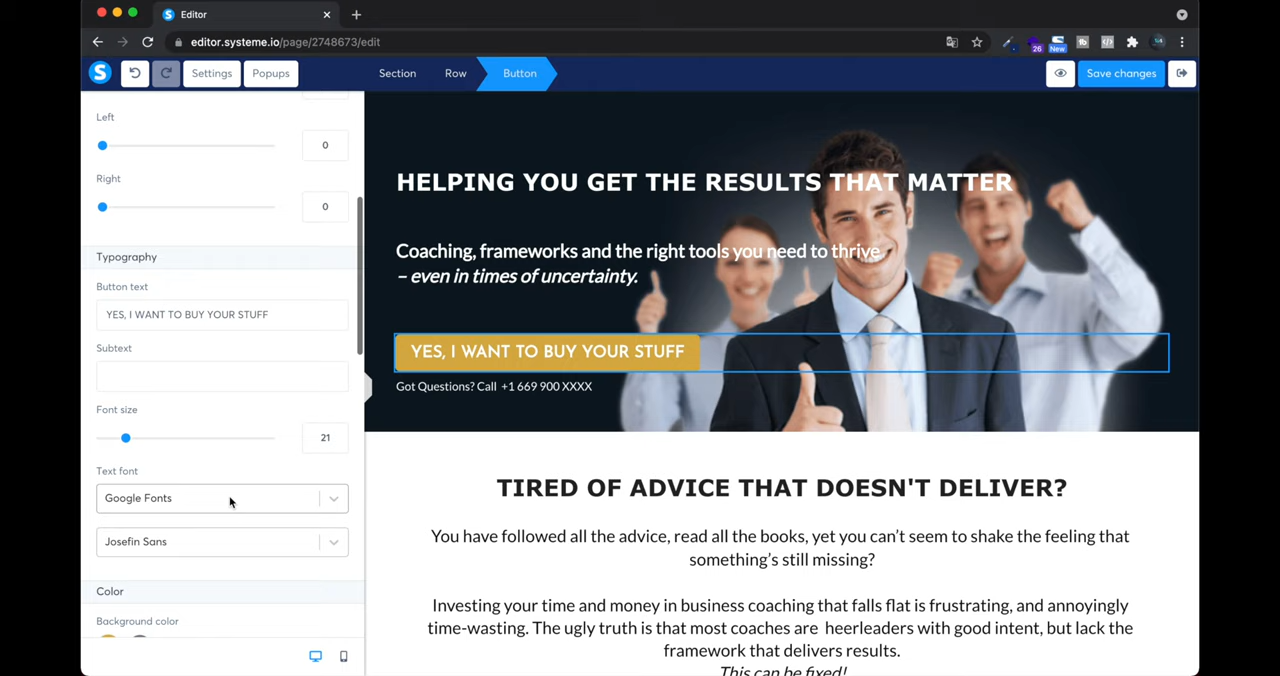 Editor
editor.systeme.io/page/2748673/edit
26
New
S
Settings
Popups
Section
Row
Button
Save changes
Left
0
Right
0
Typography
Button text
YES, I WANT TO BUY YOUR STUFF
Subtext
Font size
21
Text font
Google Fonts
Josefin Sans
Color
Background color
HELPING YOU GET THE RESULTS THAT MATTER
Coaching, frameworks and the right tools you need to thrive
– even in times of uncertainty.
YES, I WANT TO BUY YOUR STUFF
Got Questions? Call +1 669 900 XXXX
TIRED OF ADVICE THAT DOESN'T DELIVER?
You have followed all the advice, read all the books, yet you can’t seem to shake the feeling that
something’s still missing?
Investing your time and money in business coaching that falls flat is frustrating, and annoyingly
time-wasting. The ugly truth is that most coaches are heerleaders with good intent, but lack the
framework that delivers results.
This can be fixed!